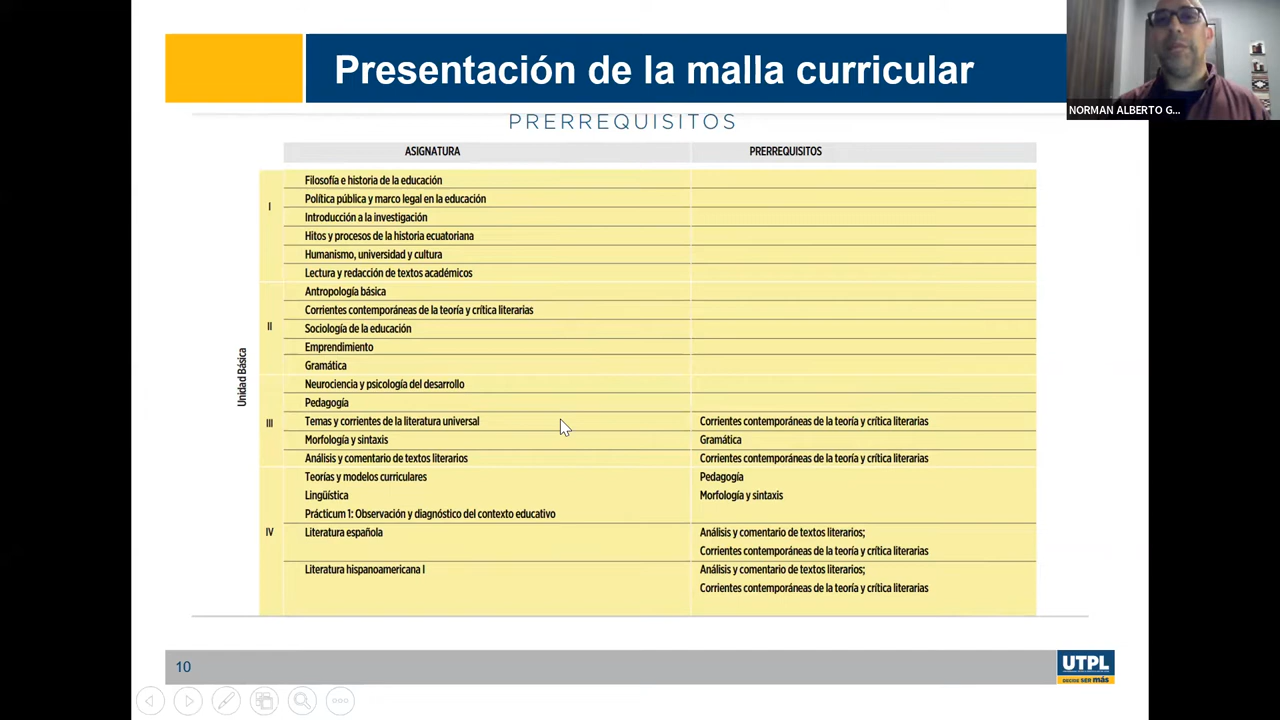 Presentación de la malla curricular
NORMAN ALBERTO G...
PRERREQUISITOS
ASIGNATURA PRERREQUISITOS
Unidad Básica
I
Filosofía e historia de la educación
Política pública y marco legal en la educación
Introducción a la investigación
Hitos y procesos de la historia ecuatoriana
Humanismo, universidad y cultura
Lectura y redacción de textos académicos
II
Antropología básica
Corrientes contemporáneas de la teoría y crítica literarias
Sociología de la educación
Emprendimiento
Gramática
III
Neurociencia y psicología del desarrollo
Pedagogía
Temas y corrientes de la literatura universal Corrientes contemporáneas de la teoría y crítica literarias
Morfología y sintaxis Gramática
Análisis y comentario de textos literarios Corrientes contemporáneas de la teoría y crítica literarias
IV
Teorías y modelos curriculares Pedagogía
Lingüística Morfología y sintaxis
Prácticum 1: Observación y diagnóstico del contexto educativo
Literatura española Análisis y comentario de textos literarios;
Corrientes contemporáneas de la teoría y crítica literarias
Literatura hispanoamericana I Análisis y comentario de textos literarios;
Corrientes contemporáneas de la teoría y crítica literarias
10
UTPL
DECIDE SER más